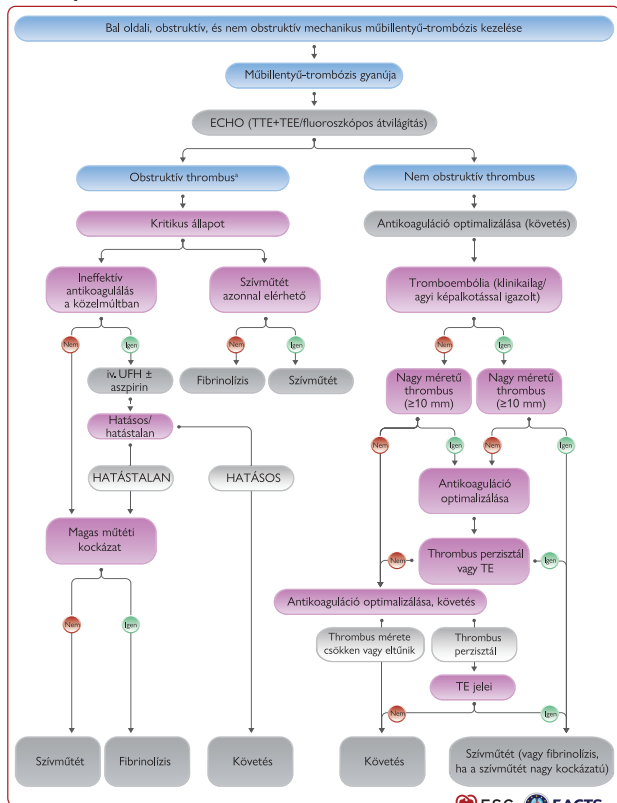 Bal oldali, obstruktív, és nem obstruktív mechanikus műbillentyű-trombózis kezelése
Műbillentyű-trombózis gyanúja
ECHO (TTE+TEE/fluoroszkópos átvilágítás)
Obstruktív thrombusª
Nem obstruktív thrombus
Kritikus állapot
Antikoaguláció optimalizálása (követés)
Ineffektív
antikoagulálás
a közelmúltban
Szívműtét
azonnal elérhető
Tromboembólia (klinikailag/
agyi képalkotással igazolt)
Nem
Igen
Nem
Igen
Nem
Igen
iv. UFH ±
aszpirin
Fibrinolízis
Szívműtét
Nagy méretű
thrombus
(≥10 mm)
Nagy méretű
thrombus
(≥10 mm)
Hatásos/
hatástalan
Nem
Igen
Nem
Igen
HATÁSTALAN
HATÁSOS
Antikoaguláció
optimalizálása
Magas műtéti
kockázat
Thrombus perzisztál
vagy TE
Nem
Igen
Antikoaguláció optimalizálása, követés
Nem
Igen
Thrombus mérete
csökken vagy eltűnik
Thrombus
perzisztál
TE jelei
Nem
Igen
Szívműtét
Fibrinolízis
Követés
Követés
Szívműtét (vagy fibrinolízis,
ha a szívműtét nagy kockázatú)
ESC
EACTS